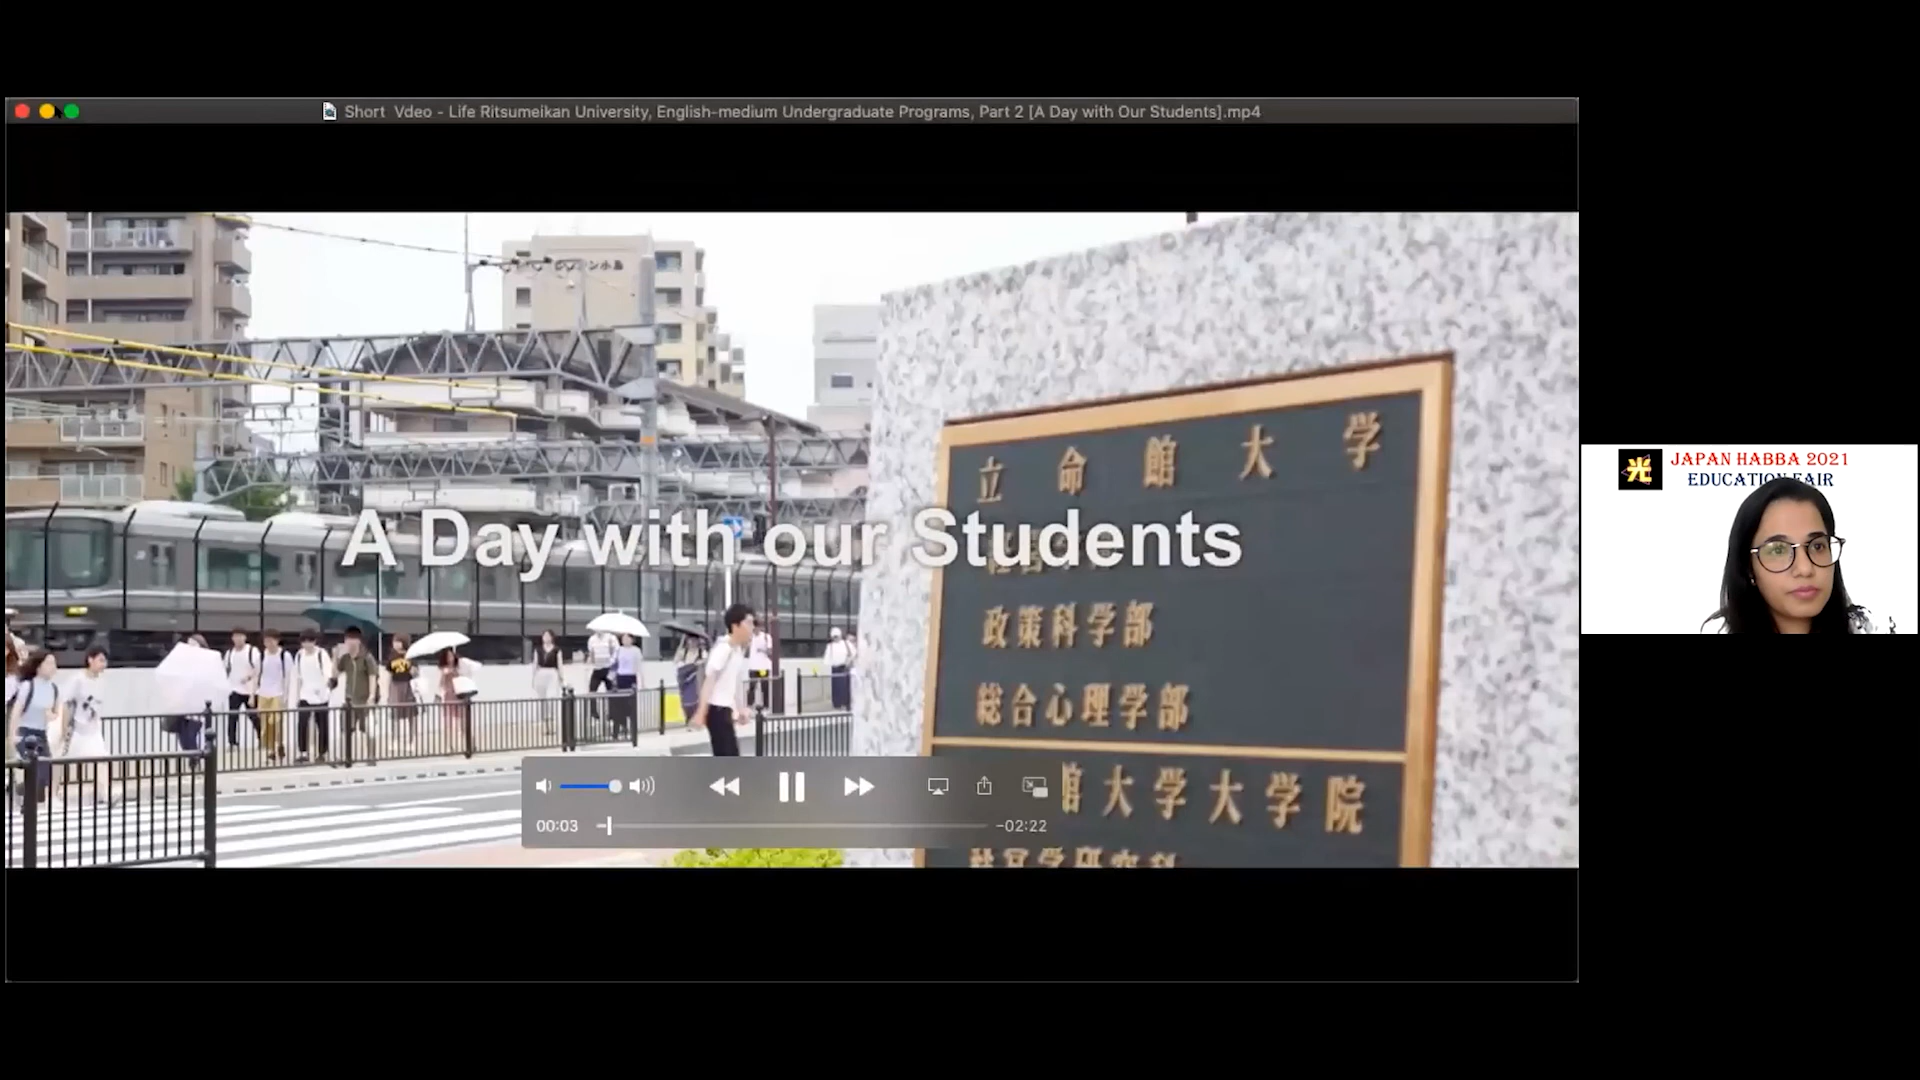 Short Vdeo - Life Ritsumeikan University, English-medium Undergraduate Programs, Part 2 [A Day with Our Students].mp4
立命館大学
A Day with our Students
政策科学部
総合心理学部
館大学大学院
00:03
-02:22
光
JAPAN HABBA 2021
EDUCATION FAIR